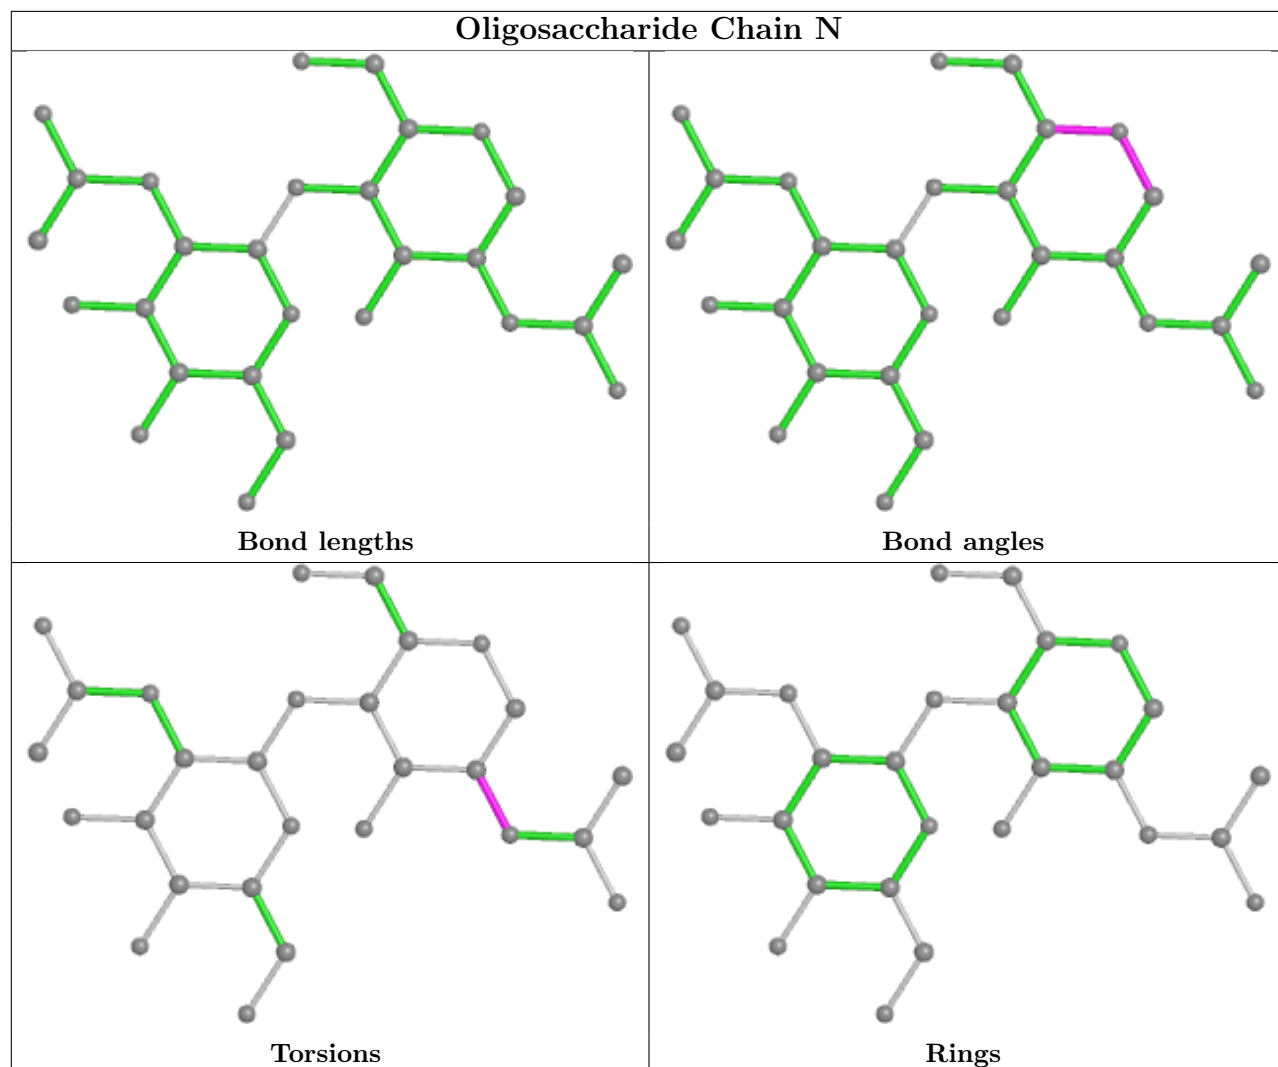 Oligosaccharide Chain N
Bond lengths
Bond angles
Torsions
Rings